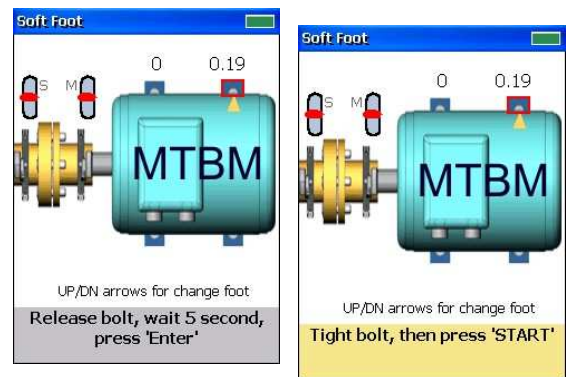 Soft Foot
0 0.19
S M
MTBM
UP/DN arrows for change foot
Release bolt, wait 5 second,
press 'Enter'
Soft Foot
0 0.19
S M
MTBM
UP/DN arrows for change foot
Tight bolt, then press 'START'